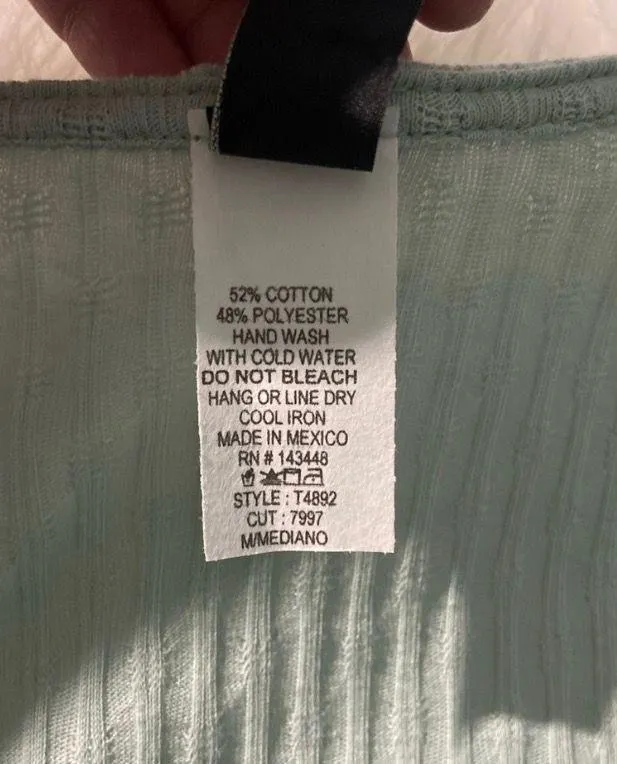 52% COTTON
48% POLYESTER
HAND WASH
WITH COLD WATER
DO NOT BLEACH
HANG OR LINE DRY
COOL IRON
MADE IN MEXICO
RN # 143448
STYLE : T4892
CUT : 7997
M/MEDIANO